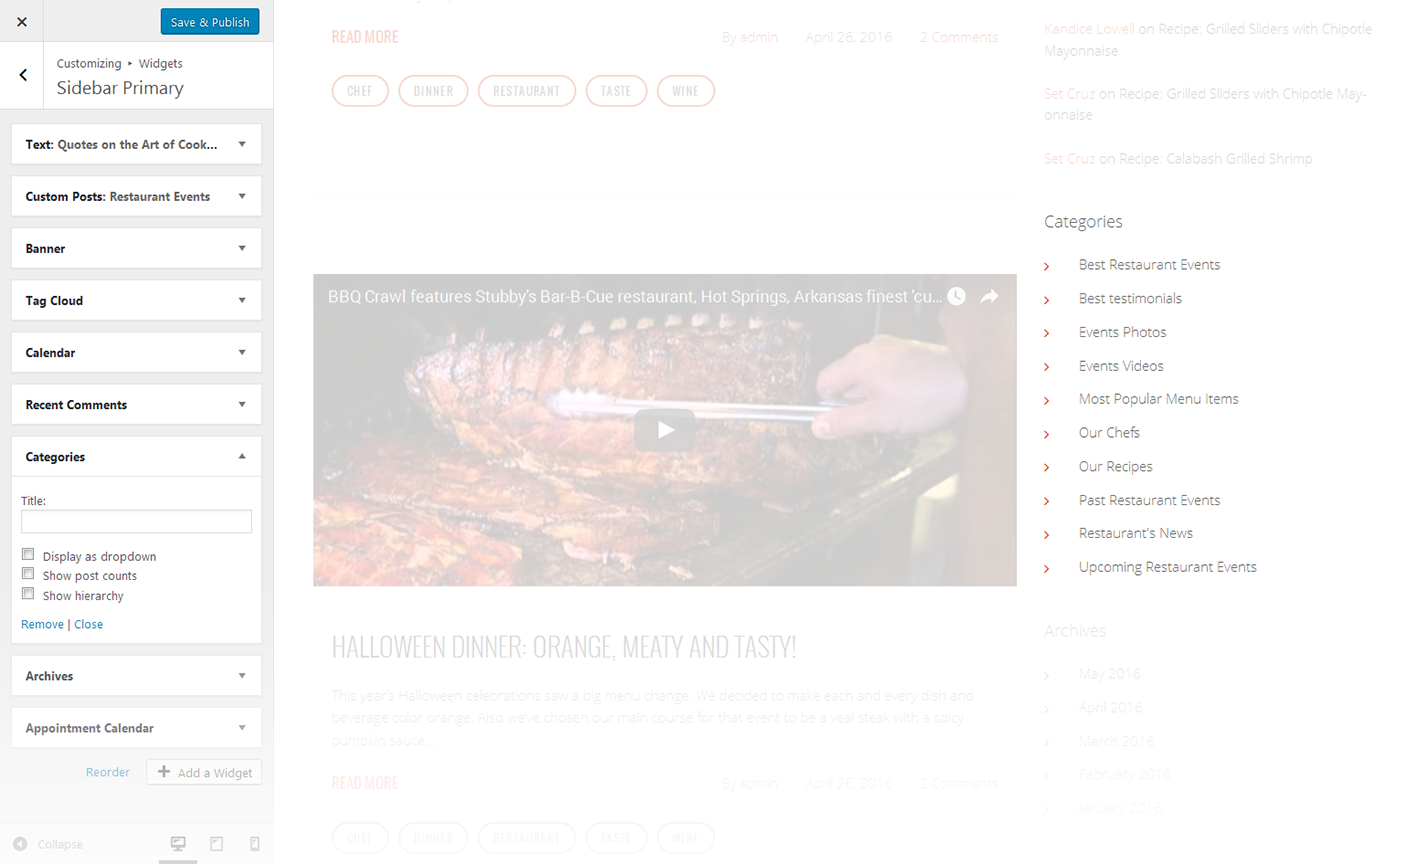 Save & Publish
Customizing ▸ Widgets
Sidebar Primary
Text: Quotes on the Art of Cook...
Custom Posts: Restaurant Events
Banner
Tag Cloud
Calendar
Recent Comments
Categories
Title:
Display as dropdown
Show post counts
Show hierarchy
Remove | Close
Archives
Appointment Calendar
Reorder
Add a Widget
Collapse
READ MORE
By admin
April 26, 2016
2 Comments
CHEF
DINNER
RESTAURANT
TASTE
WINE
BBQ Crawl features Stubby's Bar-B-Cue restaurant, Hot Springs, Arkansas finest 'cu...
HALLOWEEN DINNER: ORANGE, MEATY AND TASTY!
This year's Halloween celebrations saw a big menu change. We decided to make each and every dish and
beverage color orange. Also we've chosen our main course for that event to be a veal steak with a spicy
pumpkin sauce...
READ MORE
By admin
April 26, 2016
2 Comments
CHEF
DINNER
RESTAURANT
TASTE
WINE
Kandice Lowell on Recipe: Grilled Sliders with Chipotle
Mayonnaise
Set Cruz on Recipe: Grilled Sliders with Chipotle May-
onnaise
Set Cruz on Recipe: Calabash Grilled Shrimp
Categories
Best Restaurant Events
Best testimonials
Events Photos
Events Videos
Most Popular Menu Items
Our Chefs
Our Recipes
Past Restaurant Events
Restaurant's News
Upcoming Restaurant Events
Archives
May 2016
April 2016
March 2016
February 2016
January 2016